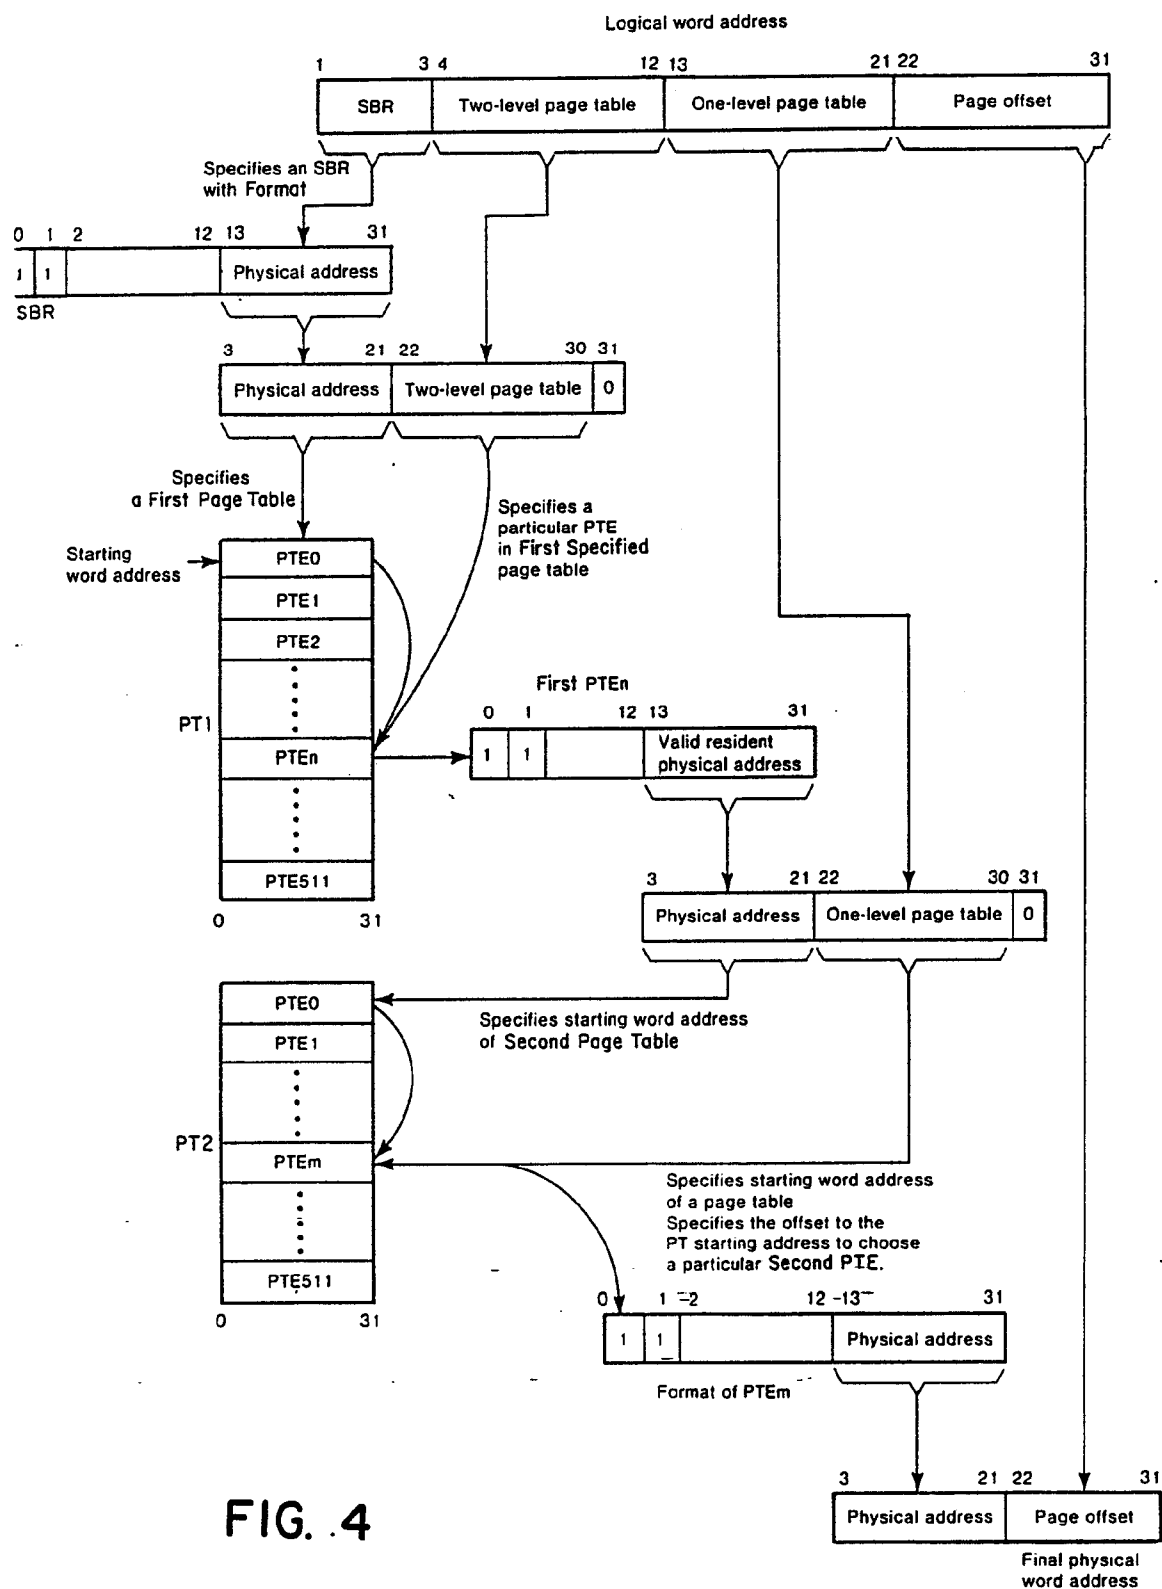 Logical word address
1 3 4 12 13 21 22 31
SBR Two-level page table One-level page table Page offset
Specifies an SBR
with Format
0 1 2 12 13 31
1 1 Physical address
SBR
3 21 22 30 31
Physical address Two-level page table 0
Specifies
a First Page Table
Specifies a
particular PTE
in First Specified
page table
Starting
word address
PTE0
PTE1
PTE2
PT1
PTEn
PTE511
0 31
First PTEn
0 1 12 13 31
1 1 Valid resident
physical address
3 21 22 30 31
Physical address One-level page table 0
PTE0
PTE1
PT2
PTEm
PTE511
0 31
Specifies starting word address
of Second Page Table
Specifies starting word address
of a page table
Specifies the offset to the
PT starting address to choose
a particular Second PTE.
0 1 2 12 13 31
1 1 Physical address
Format of PTEm
3 21 22 31
Physical address Page offset
Final physical
word address
FIG. 4